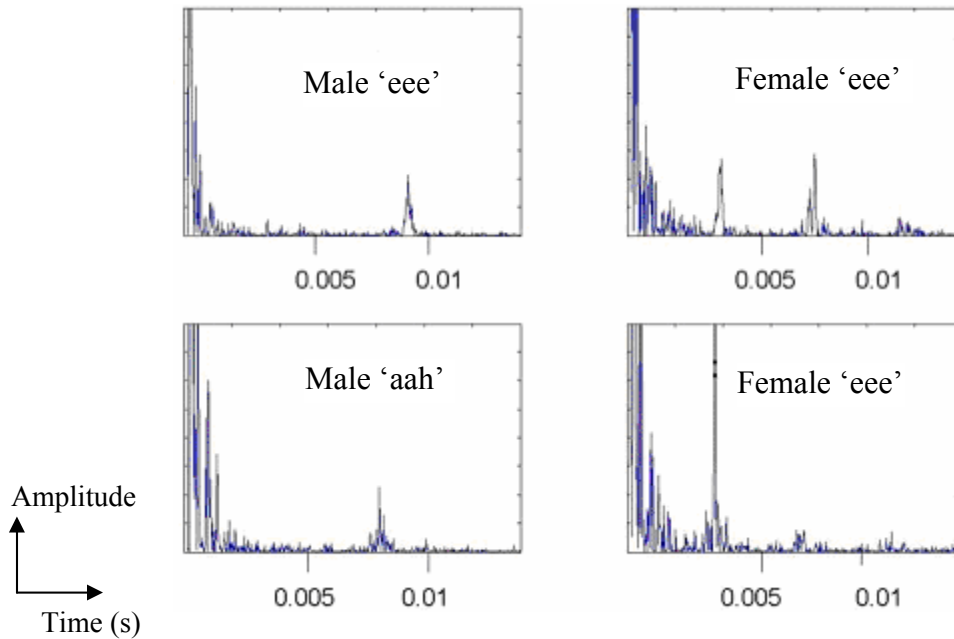 Male ‘eee’
Female ‘eee’
0.005
0.01
0.005
0.01
Male ‘aah’
Female ‘eee’
0.005
0.01
0.005
0.01
Amplitude
Time (s)